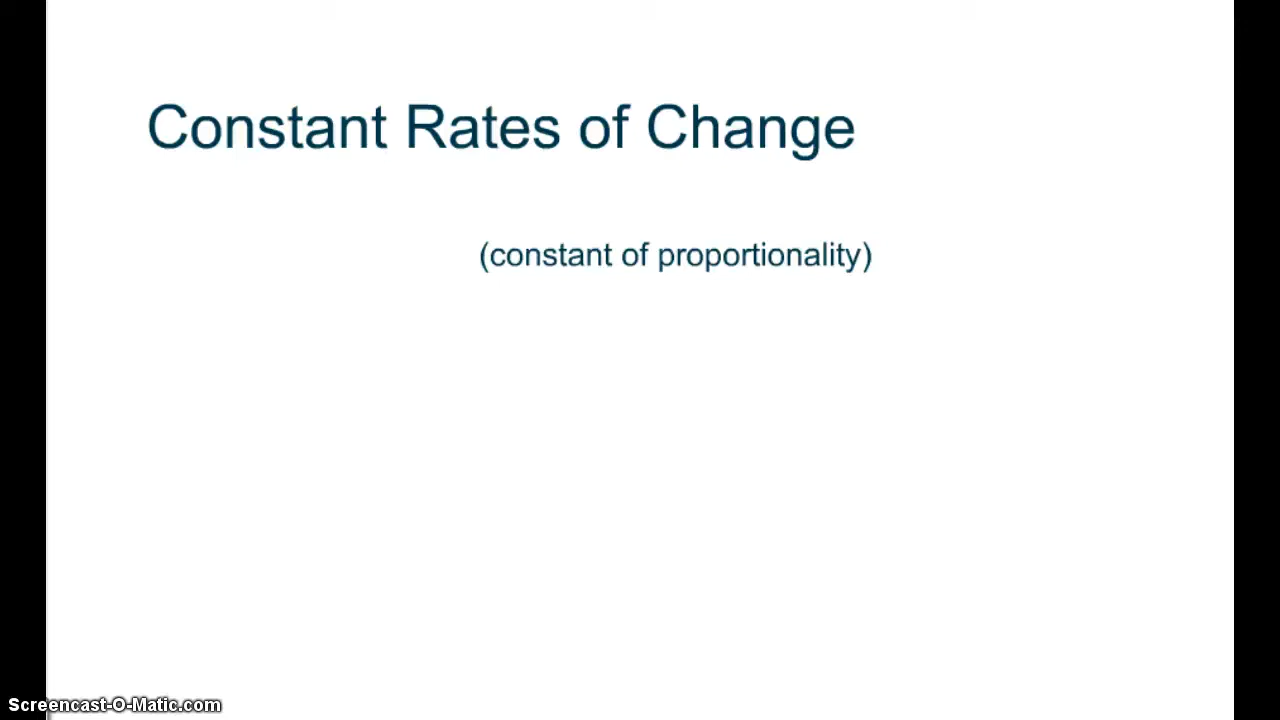 Constant Rates of Change
(constant of proportionality)
Screencast-O-Matic.com